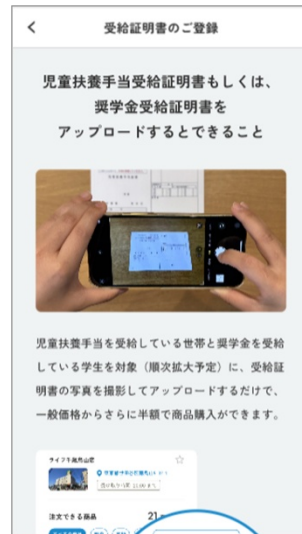 受給証明書のご登録
児童扶養手当受給証明書もしくは、
奨学金受給証明書を
アップロードするとできること
児童扶養手当を受給している世帯と奨学金を受給
している学生を対象（順次拡大予定）に、受給証
明書の写真を撮影してアップロードするだけで、
一般価格からさらに半額で商品購入ができます。
注文できる商品
21